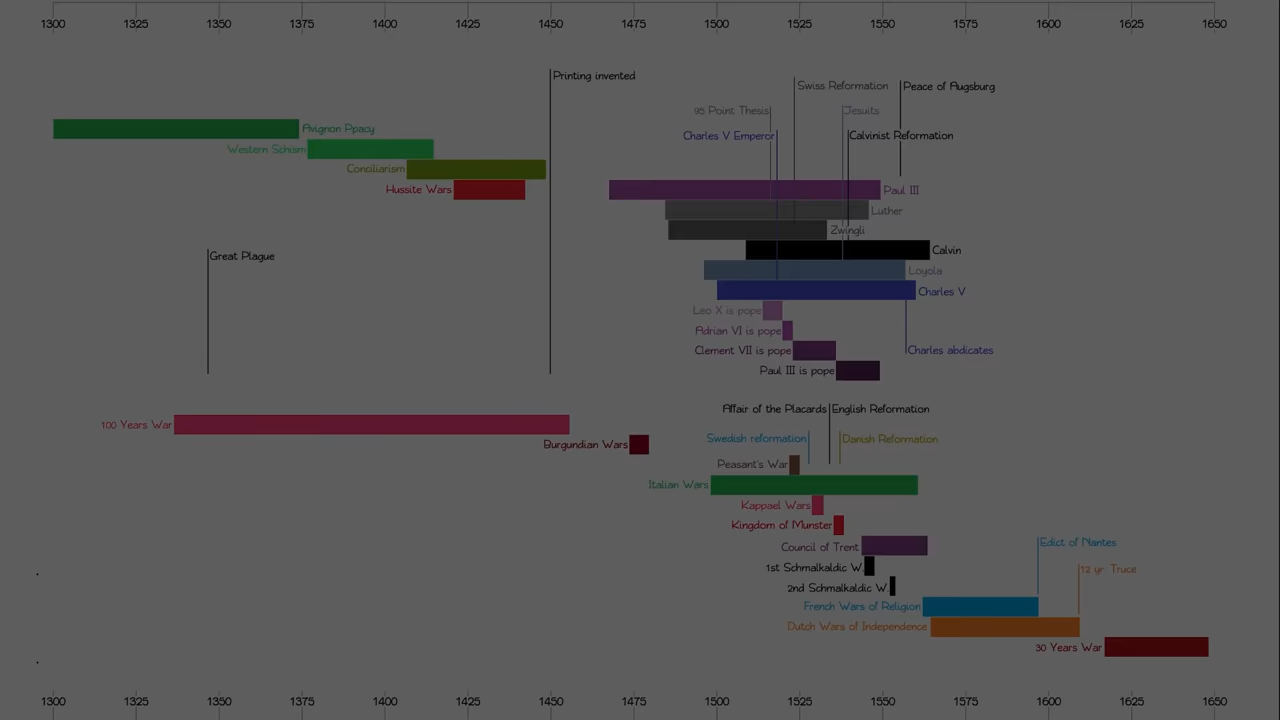 1300 1325 1350 1375 1400 1425 1450 1475 1500 1525 1550 1575 1600 1625 1650
Printing invented
Swiss Reformation
Peace of Augsburg
95 Point Thesis
Jesuits
Avignon Ppacy
Charles V Emperor
Calvinist Reformation
Western Schism
Conciliarism
Hussite Wars
Paul III
Luther
Zwingli
Great Plague
Calvin
Loyola
Charles V
Leo X is pope
Adrian VI is pope
Clement VII is pope
Charles abdicates
Paul III is pope
Affair of the Placards
English Reformation
100 Years War
Swedish reformation
Danish Reformation
Burgundian Wars
Peasant's War
Italian Wars
Kappael Wars
Kingdom of Munster
Edict of Nantes
Council of Trent
1st Schmalkaldic W.
12 yr. Truce
2nd Schmalkaldic W.
French Wars of Religion
Dutch Wars of Independence
30 Years War
1300 1325 1350 1375 1400 1425 1450 1475 1500 1525 1550 1575 1600 1625 1650